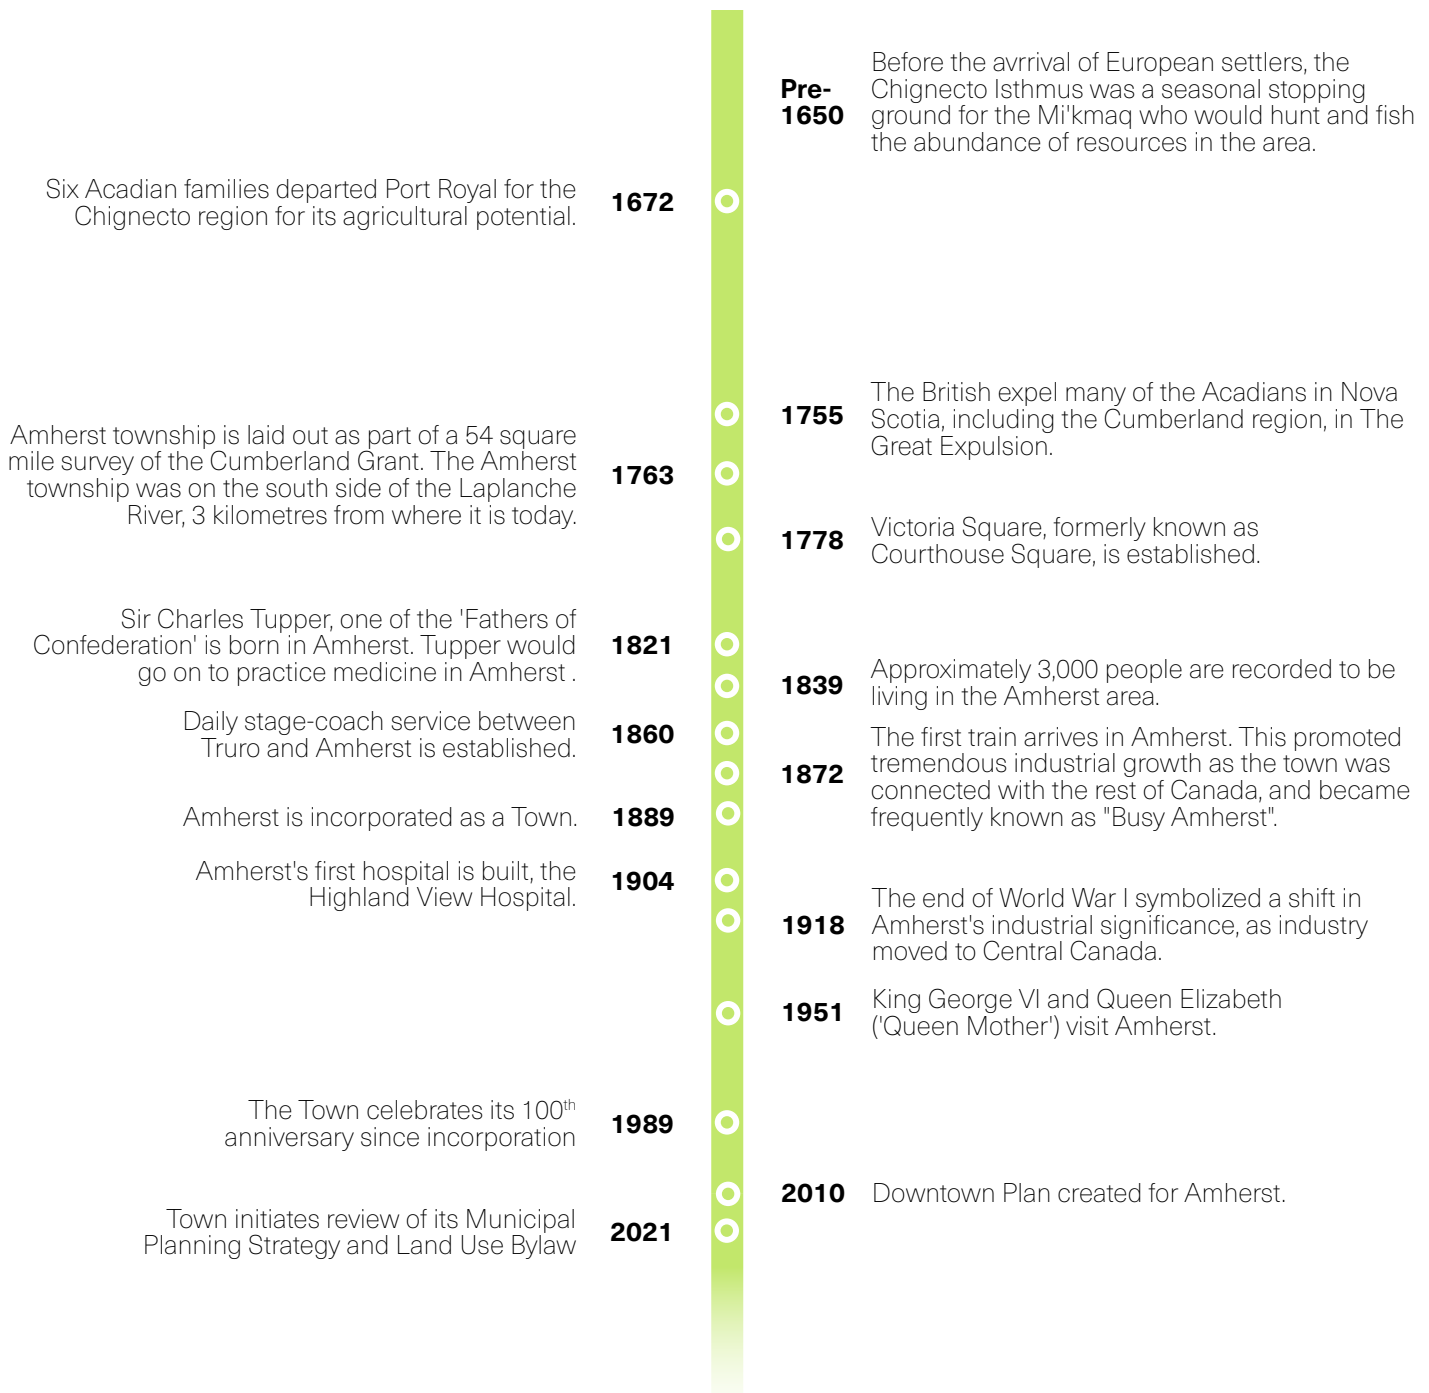 Pre-
1650
Before the avrrival of European settlers, the
Chignecto Isthmus was a seasonal stopping
ground for the Mi'kmaq who would hunt and fish
the abundance of resources in the area.
Six Acadian families departed Port Royal for the
Chignecto region for its agricultural potential.
1672
1755
The British expel many of the Acadians in Nova
Scotia, including the Cumberland region, in The
Great Expulsion.
Amherst township is laid out as part of a 54 square
mile survey of the Cumberland Grant. The Amherst
township was on the south side of the Laplanche
River, 3 kilometres from where it is today.
1763
1778
Victoria Square, formerly known as
Courthouse Square, is established.
Sir Charles Tupper, one of the 'Fathers of
Confederation' is born in Amherst. Tupper would
go on to practice medicine in Amherst .
1821
1839
Approximately 3,000 people are recorded to be
living in the Amherst area.
Daily stage-coach service between
Truro and Amherst is established.
1860
1872
The first train arrives in Amherst. This promoted
tremendous industrial growth as the town was
connected with the rest of Canada, and became
frequently known as "Busy Amherst".
Amherst is incorporated as a Town.
1889
Amherst's first hospital is built, the
Highland View Hospital.
1904
1918
The end of World War I symbolized a shift in
Amherst's industrial significance, as industry
moved to Central Canada.
1951
King George VI and Queen Elizabeth
('Queen Mother') visit Amherst.
The Town celebrates its 100th
anniversary since incorporation
1989
2010
Downtown Plan created for Amherst.
Town initiates review of its Municipal
Planning Strategy and Land Use Bylaw
2021